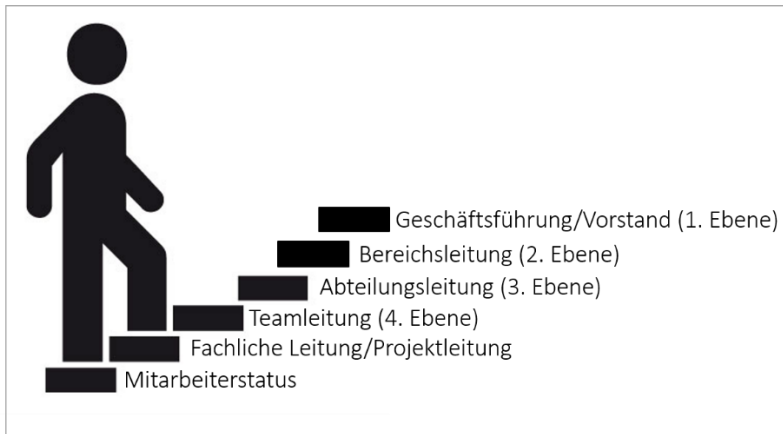 Geschäftsführung/Vorstand (1. Ebene)
Bereichsleitung (2. Ebene)
Abteilungsleitung (3. Ebene)
Teamleitung (4. Ebene)
Fachliche Leitung/Projektleitung
Mitarbeiterstatus